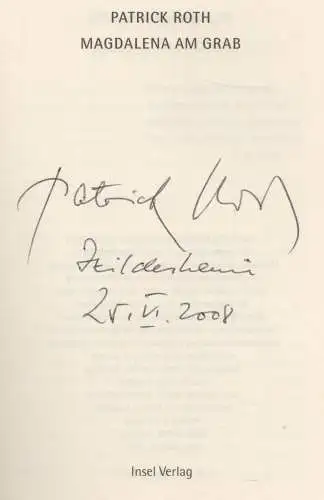 PATRICK ROTH
MAGDALENA AM GRAB
Patrick Roth
Hildesheim
25.VI.2008
Insel Verlag